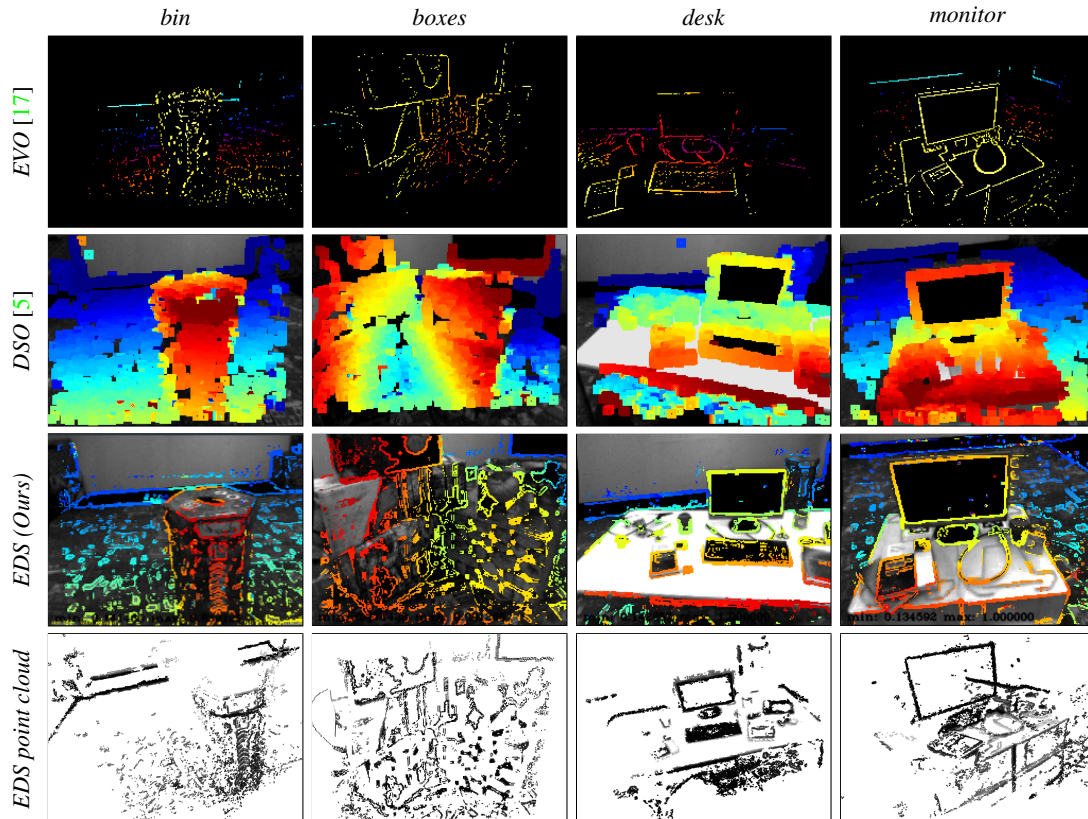 bin boxes desk monitor
EVO [17]
DSO [5]
EDS (Ours)
min: 0.134592 max: 1.000000
EDS point cloud